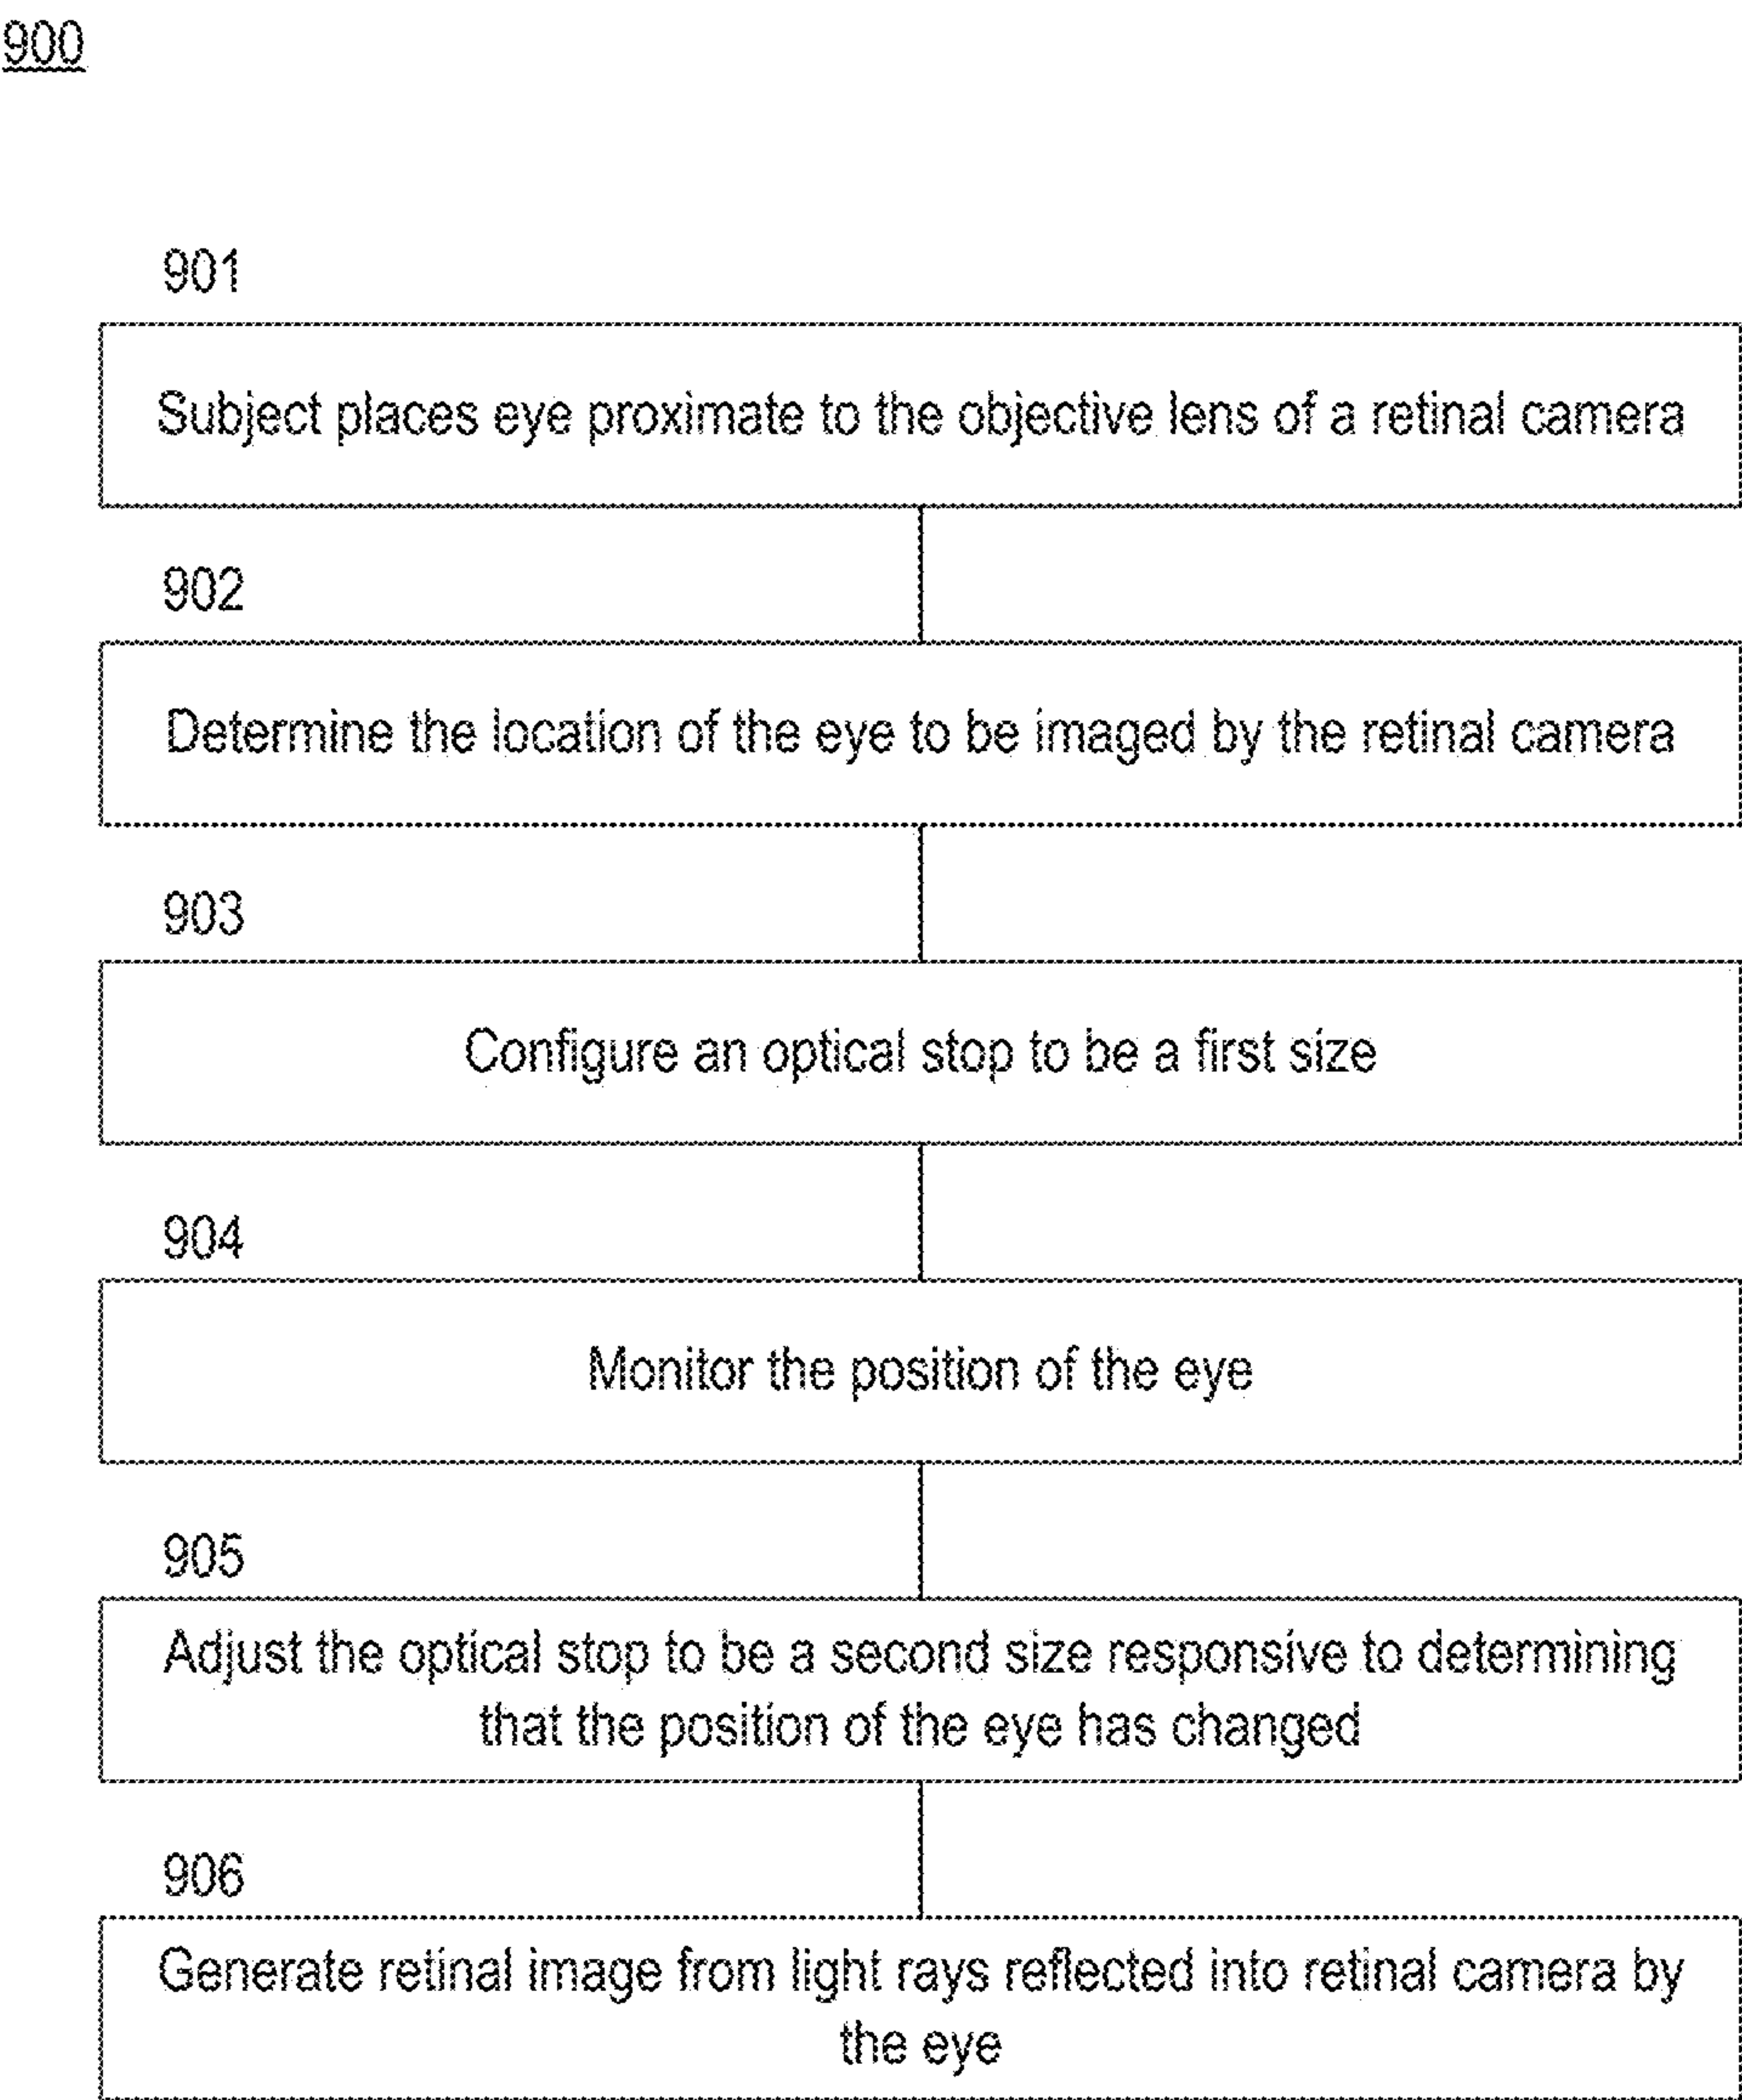 900
901
Subject places eye proximate to the objective lens of a retinal camera
902
Determine the location of the eye to be imaged by the retinal camera
903
Configure an optical stop to be a first size
904
Monitor the position of the eye
905
Adjust the optical stop to be a second size responsive to determining
that the position of the eye has changed
906
Generate retinal image from light rays reflected into retinal camera by
the eye